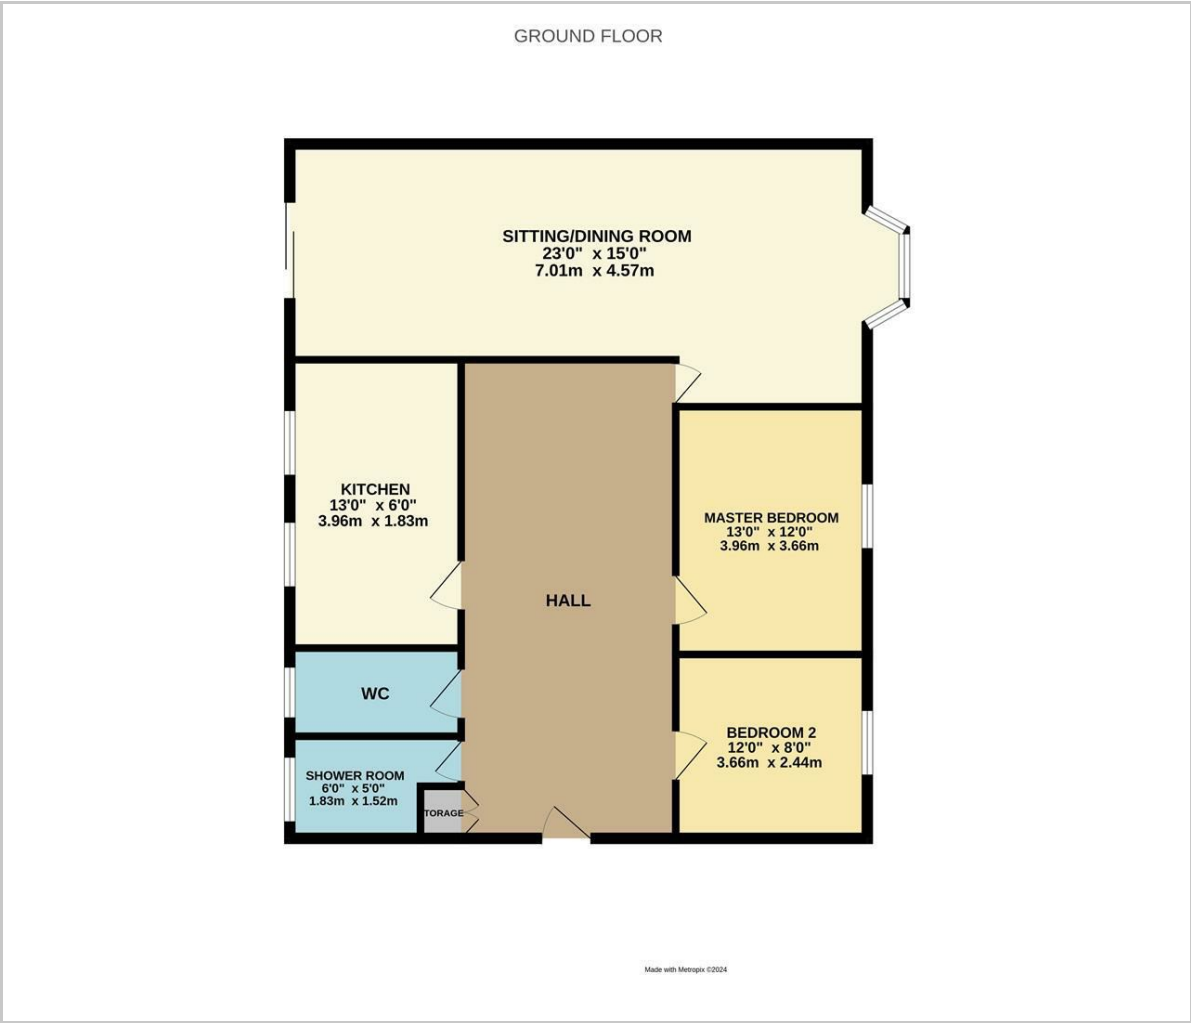 GROUND FLOOR
SITTING/DINING ROOM
23'0" x 15'0"
7.01m x 4.57m
KITCHEN
13'0" x 6'0"
3.96m x 1.83m
MASTER BEDROOM
13'0" x 12'0"
3.96m x 3.66m
HALL
WC
BEDROOM 2
12'0" x 8'0"
3.66m x 2.44m
SHOWER ROOM
6'0" x 5'0"
1.83m x 1.52m
TORAGE
Made with Metropix ©2024